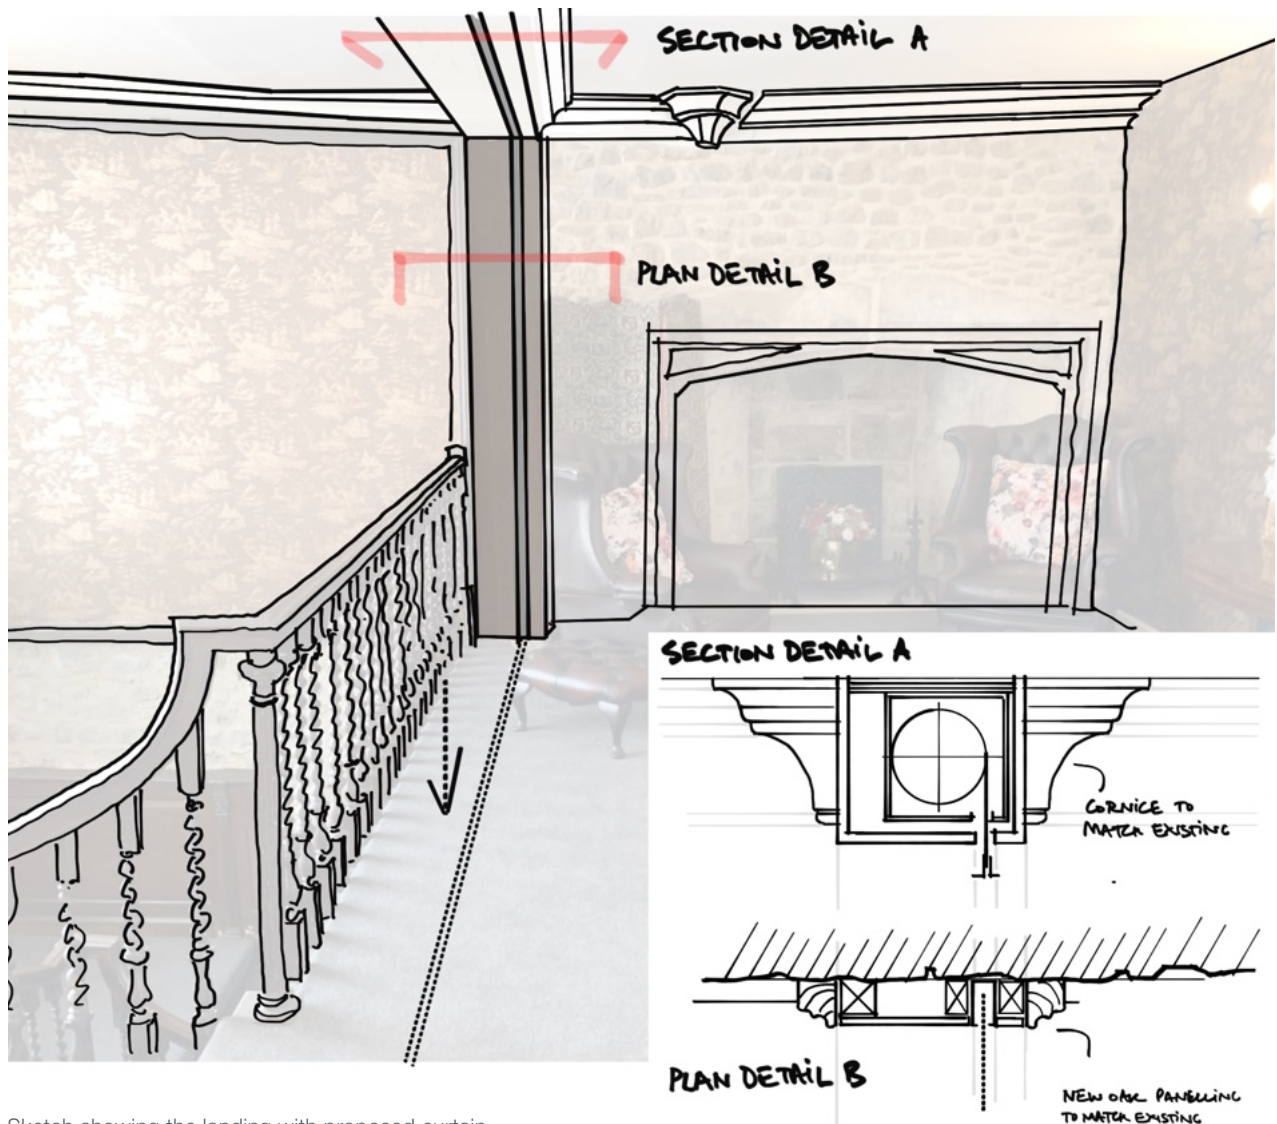 SECTION DETAIL A
PLAN DETAIL B
SECTION DETAIL A
CORNICE TO
MATCH EXISTING
PLAN DETAIL B
NEW OAK PANELLING
TO MATCH EXISTING
Sketch showing the landing with proposed curtain